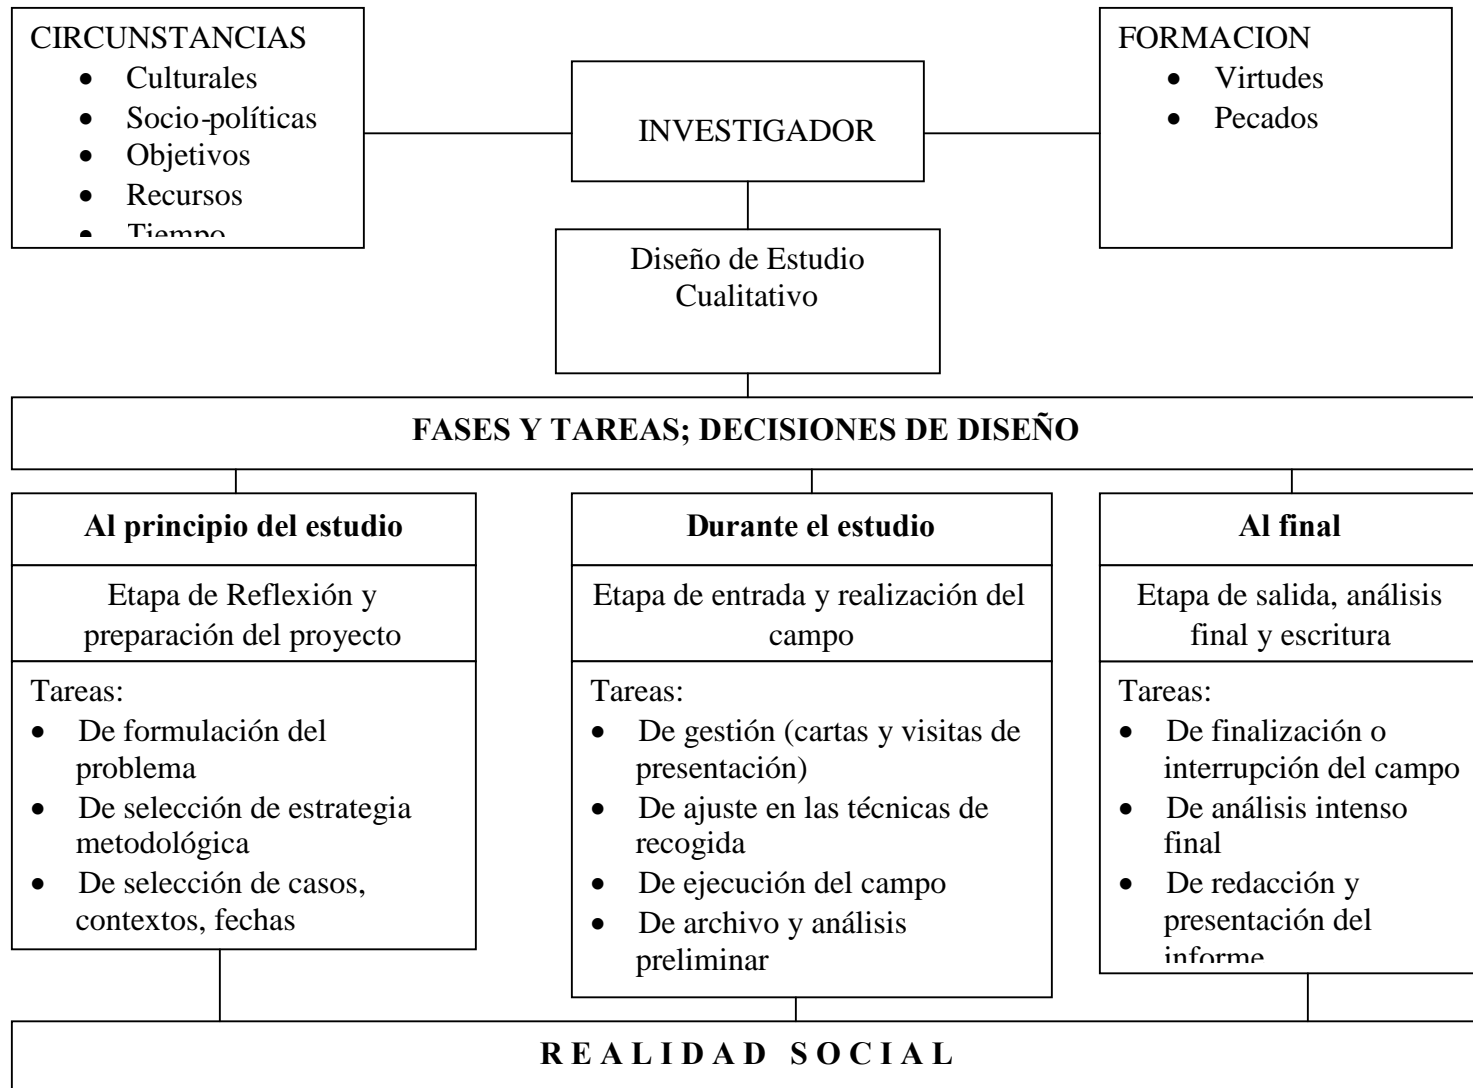 CIRCUNSTANCIAS
• Culturales
• Socio-políticas
• Objetivos
• Recursos
• Tiempo
INVESTIGADOR
FORMACION
• Virtudes
• Pecados
Diseño de Estudio
Cualitativo
FASES Y TAREAS; DECISIONES DE DISEÑO
Al principio del estudio
Etapa de Reflexión y
preparación del proyecto
Tareas:
• De formulación del
problema
• De selección de estrategia
metodológica
• De selección de casos,
contextos, fechas
Durante el estudio
Etapa de entrada y realización del
campo
Tareas:
• De gestión (cartas y visitas de
presentación)
• De ajuste en las técnicas de
recogida
• De ejecución del campo
• De archivo y análisis
preliminar
Al final
Etapa de salida, análisis
final y escritura
Tareas:
• De finalización o
interrupción del campo
• De análisis intenso
final
• De redacción y
presentación del
informe
R E A L I D A D S O C I A L